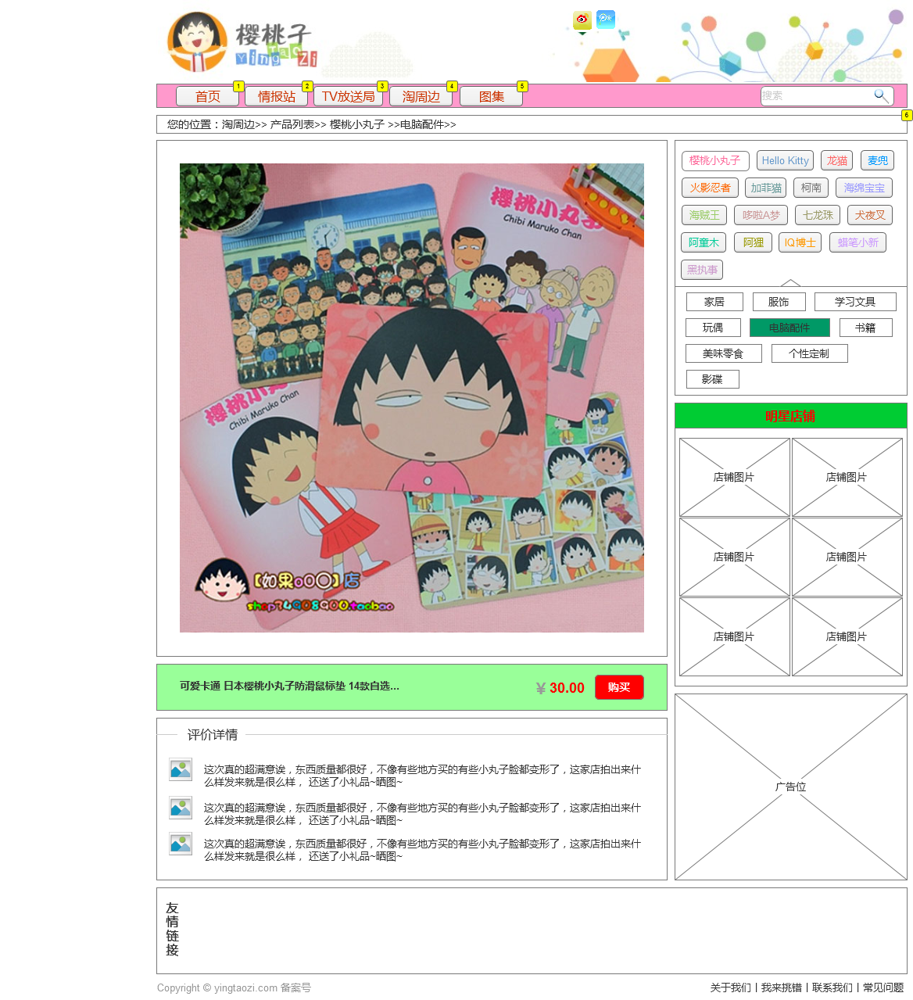 樱桃子
YingTaoZi
首页 1 情报站 2 TV放送局 3 淘周边 4 图集 5 搜索
您的位置：淘周边>> 产品列表>> 樱桃小丸子 >>电脑配件>> 6
樱桃小丸子
Chibi Maruko Chan
樱桃小丸子
Chibi Maruko Chan
【如果oOO】店
shop34908900.taobao
樱桃小丸子 Hello Kitty 龙猫 麦兜
火影忍者 加菲猫 柯南 海绵宝宝
海贼王 哆啦A梦 七龙珠 犬夜叉
阿童木 阿狸 IQ博士 蜡笔小新
黑执事
家居 服饰 学习文具
玩偶 电脑配件 书籍
美味零食 个性定制
影碟
明星店铺
店铺图片 店铺图片
店铺图片 店铺图片
店铺图片 店铺图片
可爱卡通 日本樱桃小丸子防滑鼠标垫 14款自选... ¥ 30.00 购买
评价详情
这次真的超满意诶，东西质量都很好，不像有些地方买的有些小丸子脸都变形了，这家店拍出来什
么样发来就是很么样， 还送了小礼品~晒图~
这次真的超满意诶，东西质量都很好，不像有些地方买的有些小丸子脸都变形了，这家店拍出来什
么样发来就是很么样， 还送了小礼品~晒图~
这次真的超满意诶，东西质量都很好，不像有些地方买的有些小丸子脸都变形了，这家店拍出来什
么样发来就是很么样， 还送了小礼品~晒图~
广告位
友情链接
Copyright © yingtaozi.com 备案号
关于我们丨我来挑错丨联系我们丨常见问题